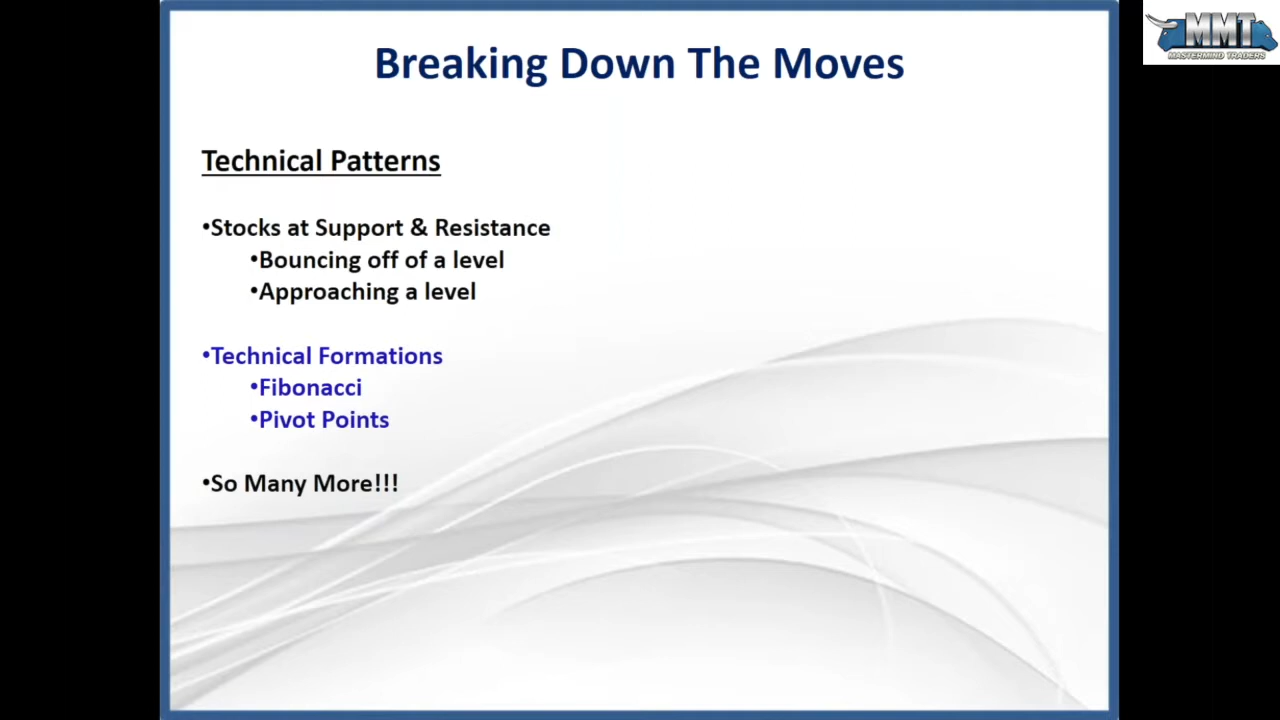 Breaking Down The Moves
MMT
MASTERMIND TRADERS
Technical Patterns
•Stocks at Support & Resistance
•Bouncing off of a level
•Approaching a level
•Technical Formations
•Fibonacci
•Pivot Points
•So Many More!!!